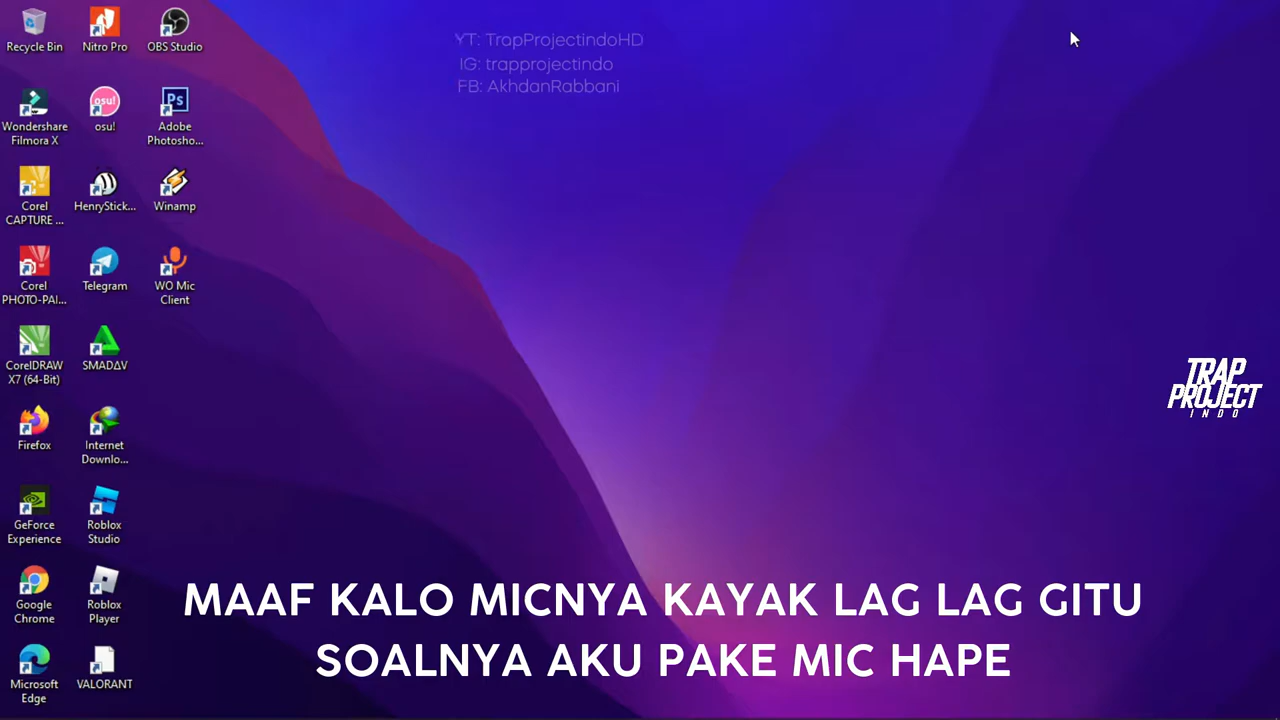 Recycle Bin
Nitro Pro
OBS Studio
YT: TrapProjectindoHD
IG: trapprojectindo
FB: AkhdanRabbani
Wondershare
Filmora X
osu!
osu!
Ps
Adobe
Photosho...
Corel
CAPTURE ...
HenryStick...
Winamp
Corel
PHOTO-PAI...
Telegram
WO Mic
Client
CorelDRAW
X7 (64-Bit)
SMADΔV
Firefox
Internet
Downlo...
GeForce
Experience
Roblox
Studio
Google
Chrome
Roblox
Player
Microsoft
Edge
VALORANT
TRAP
PROJECT
INDO
MAAF KALO MICNYA KAYAK LAG LAG GITU
SOALNYA AKU PAKE MIC HAPE